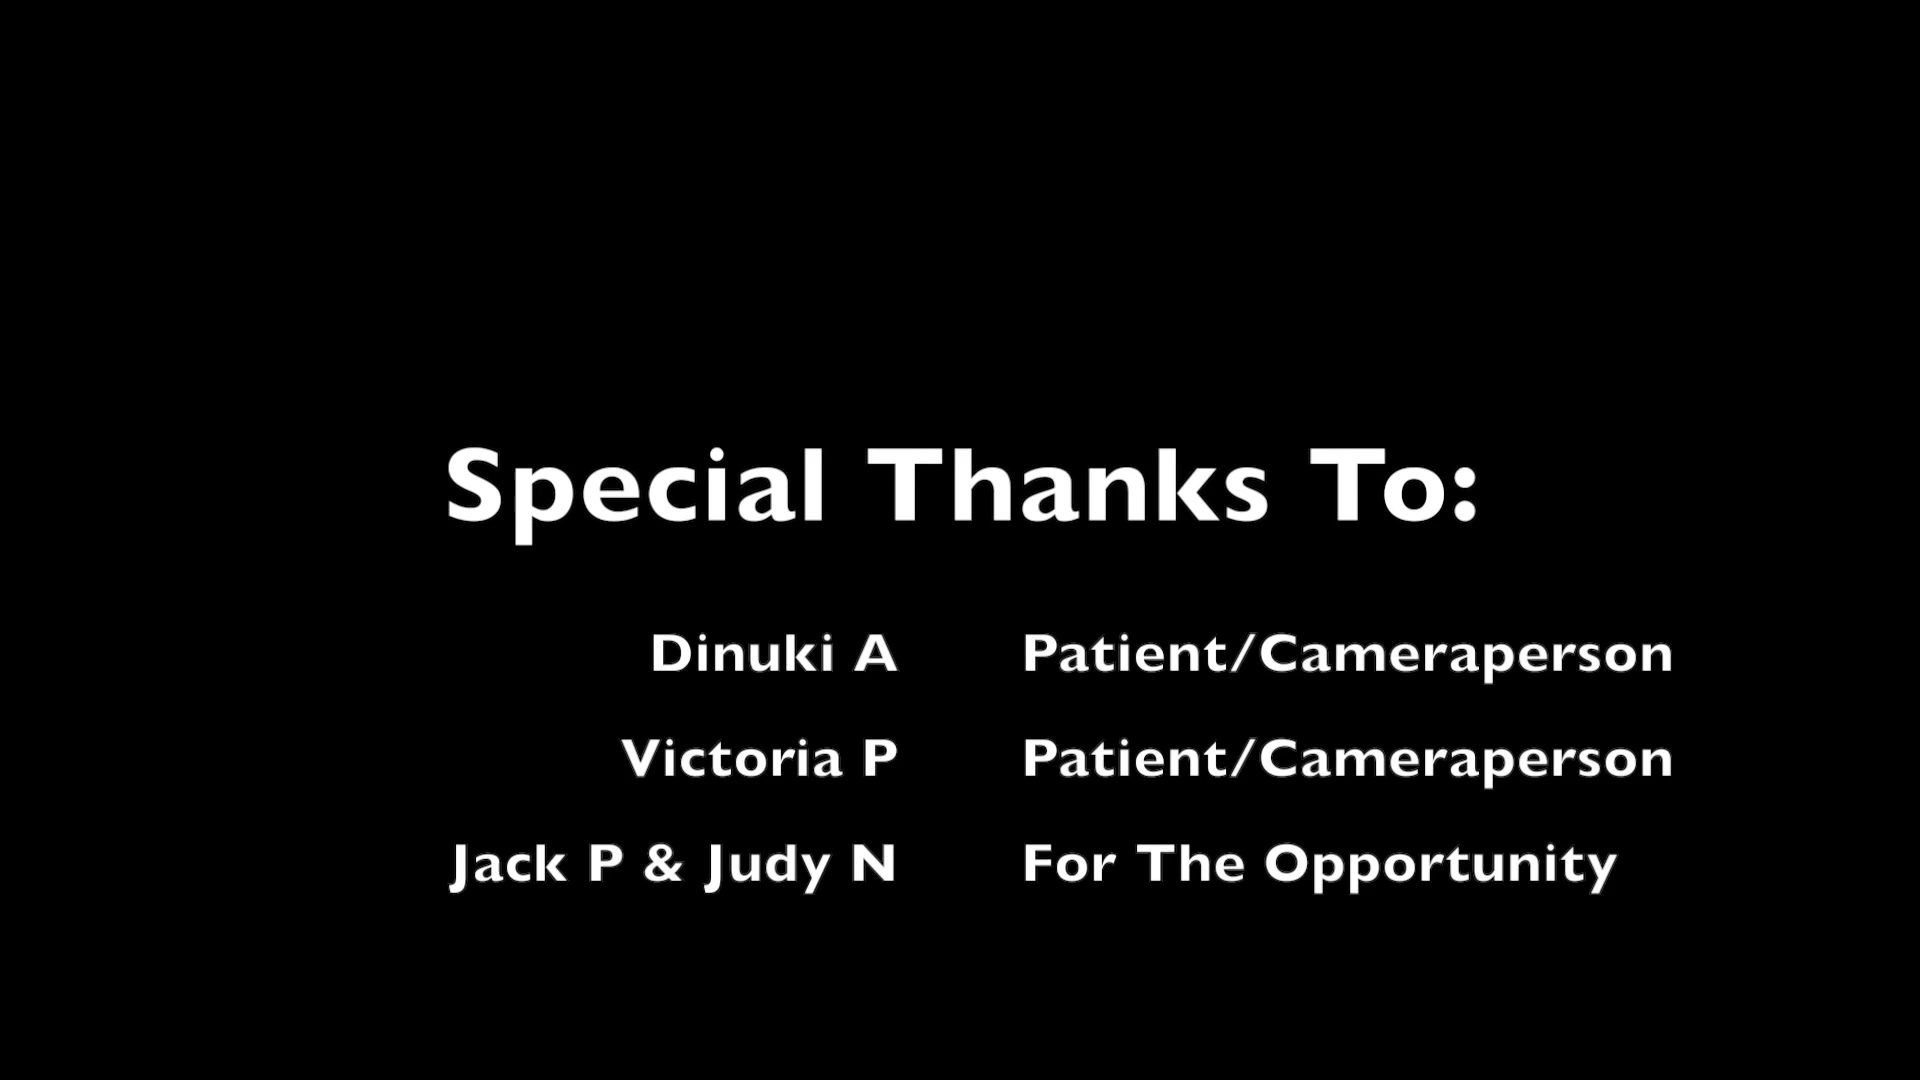 Special Thanks To:
Dinuki A Patient/Cameraperson
Victoria P Patient/Cameraperson
Jack P & Judy N For The Opportunity